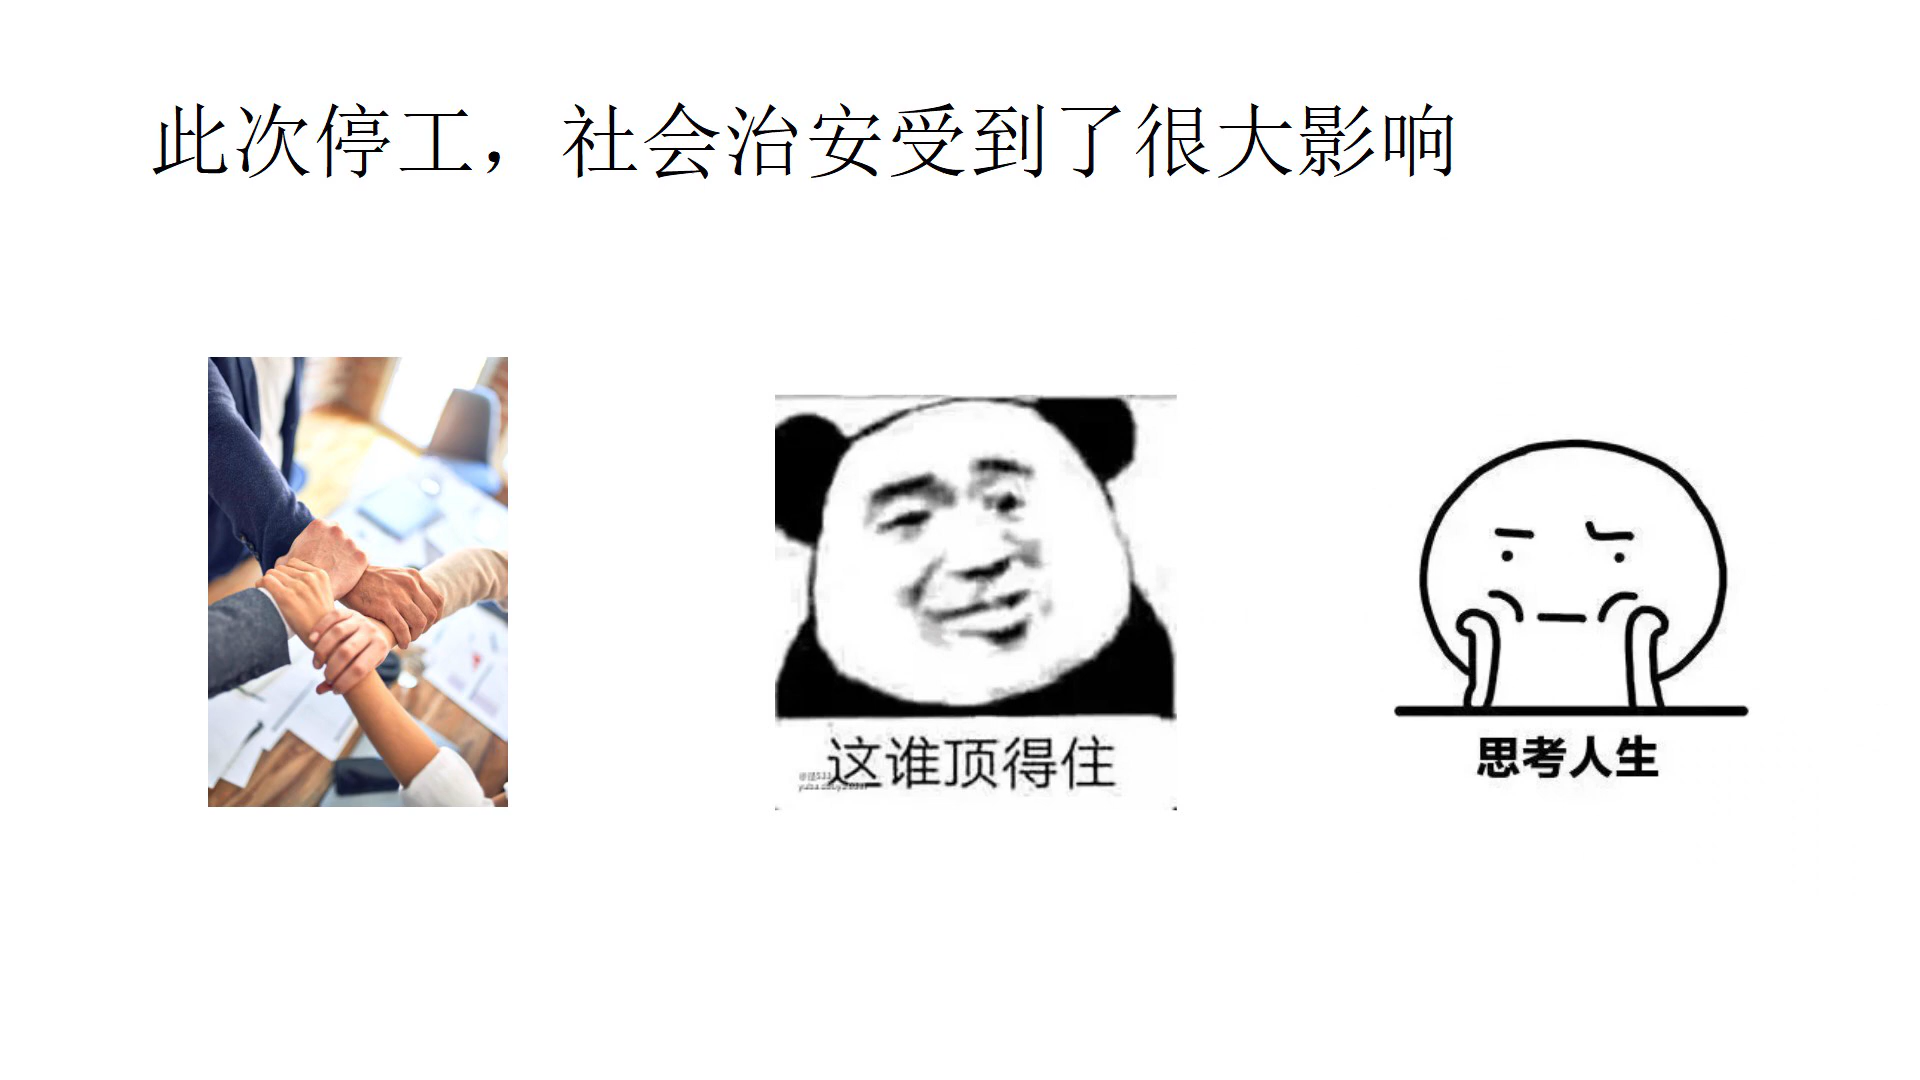 此次停工，社会治安受到了很大影响
这谁顶得住
思考人生